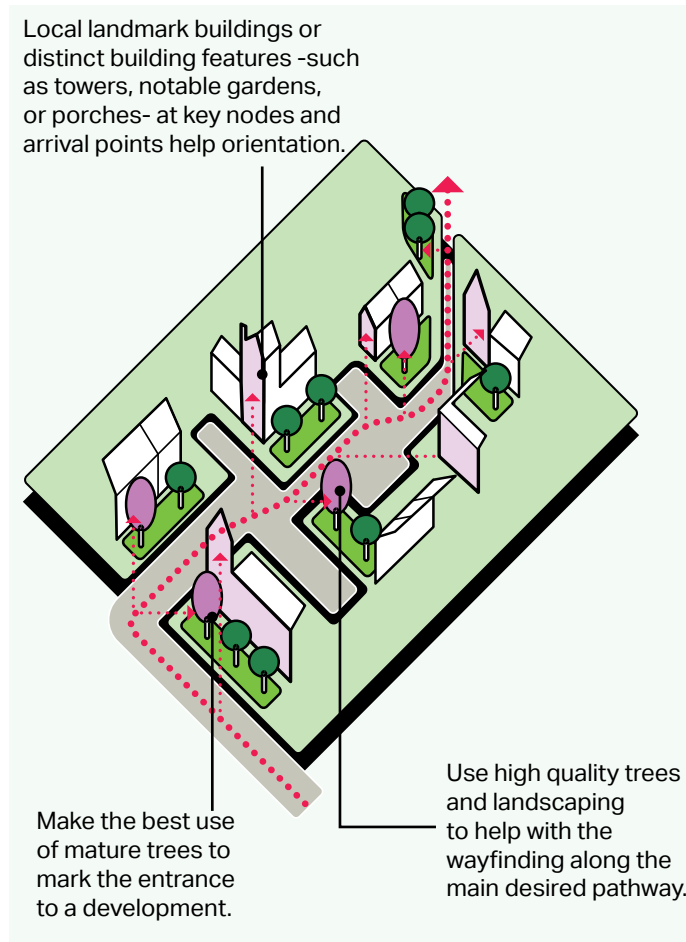 Local landmark buildings or
distinct building features -such
as towers, notable gardens,
or porches- at key nodes and
arrival points help orientation.
Make the best use
of mature trees to
mark the entrance
to a development.
Use high quality trees
and landscaping
to help with the
wayfinding along the
main desired pathway.